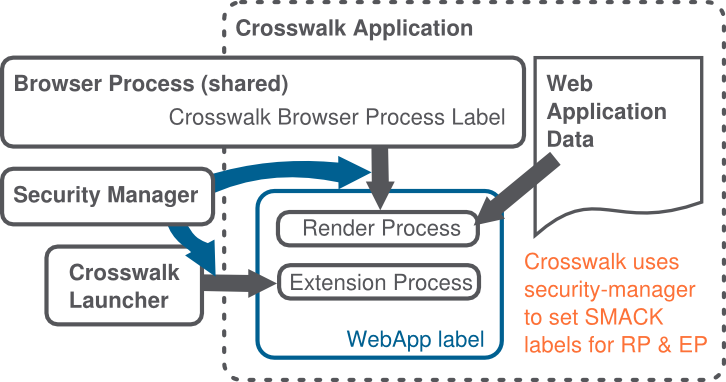 Crosswalk Application
Browser Process (shared)
Crosswalk Browser Process Label
Web
Application
Data
Security Manager
Render Process
Crosswalk
Launcher
Extension Process
WebApp label
Crosswalk uses
security-manager
to set SMACK
labels for RP & EP